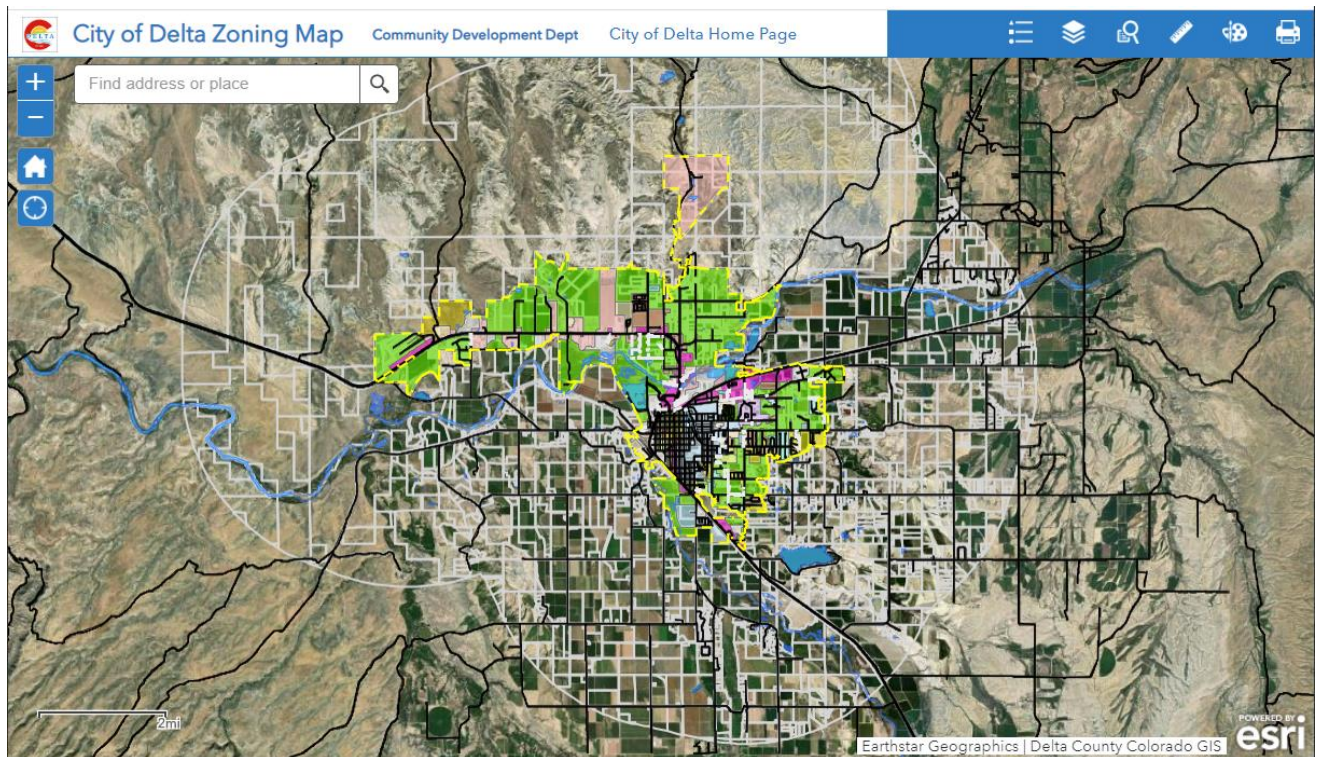 DELTA
City of Delta Zoning Map
Community Development Dept
City of Delta Home Page
+
Find address or place
−
2mi
POWERED BY
esri
Earthstar Geographics | Delta County Colorado GIS